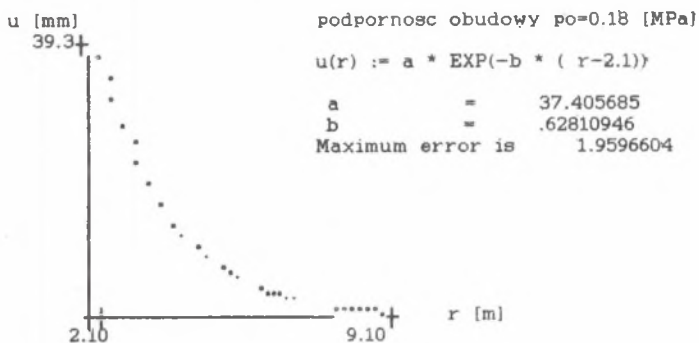 u [mm]
podpornosc obudowy po=0.18 [MPa]
39.3
u(r) := a * EXP(-b * ( r-2.1))
a = 37.405685
b = .62810946
Maximum error is 1.9596604
r [m]
2.10
9.10